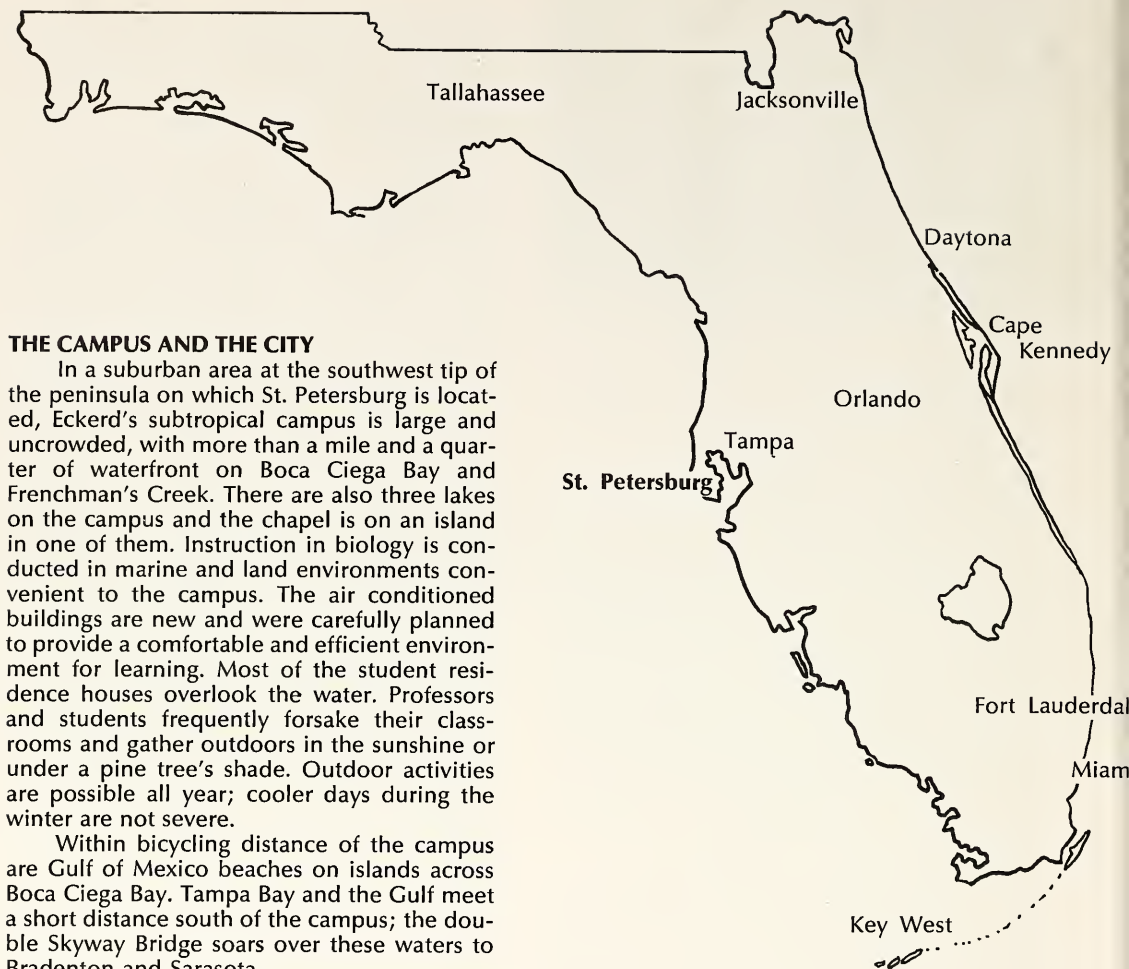 Tallahassee
Jacksonville
Daytona
Cape
Kennedy
Orlando
Tampa
St. Petersburg
Fort Lauderdal
Miam
Key West
THE CAMPUS AND THE CITY
In a suburban area at the southwest tip of
the peninsula on which St. Petersburg is locat-
ed, Eckerd's subtropical campus is large and
uncrowded, with more than a mile and a quar-
ter of waterfront on Boca Ciega Bay and
Frenchman's Creek. There are also three lakes
on the campus and the chapel is on an island
in one of them. Instruction in biology is con-
ducted in marine and land environments con-
venient to the campus. The air conditioned
buildings are new and were carefully planned
to provide a comfortable and efficient environ-
ment for learning. Most of the student resi-
dence houses overlook the water. Professors
and students frequently forsake their class-
rooms and gather outdoors in the sunshine or
under a pine tree's shade. Outdoor activities
are possible all year; cooler days during the
winter are not severe.
Within bicycling distance of the campus
are Gulf of Mexico beaches on islands across
Boca Ciega Bay. Tampa Bay and the Gulf meet
a short distance south of the campus; the dou-
ble Skyway Bridge soars over these waters to
Bradenton and Sarasota.